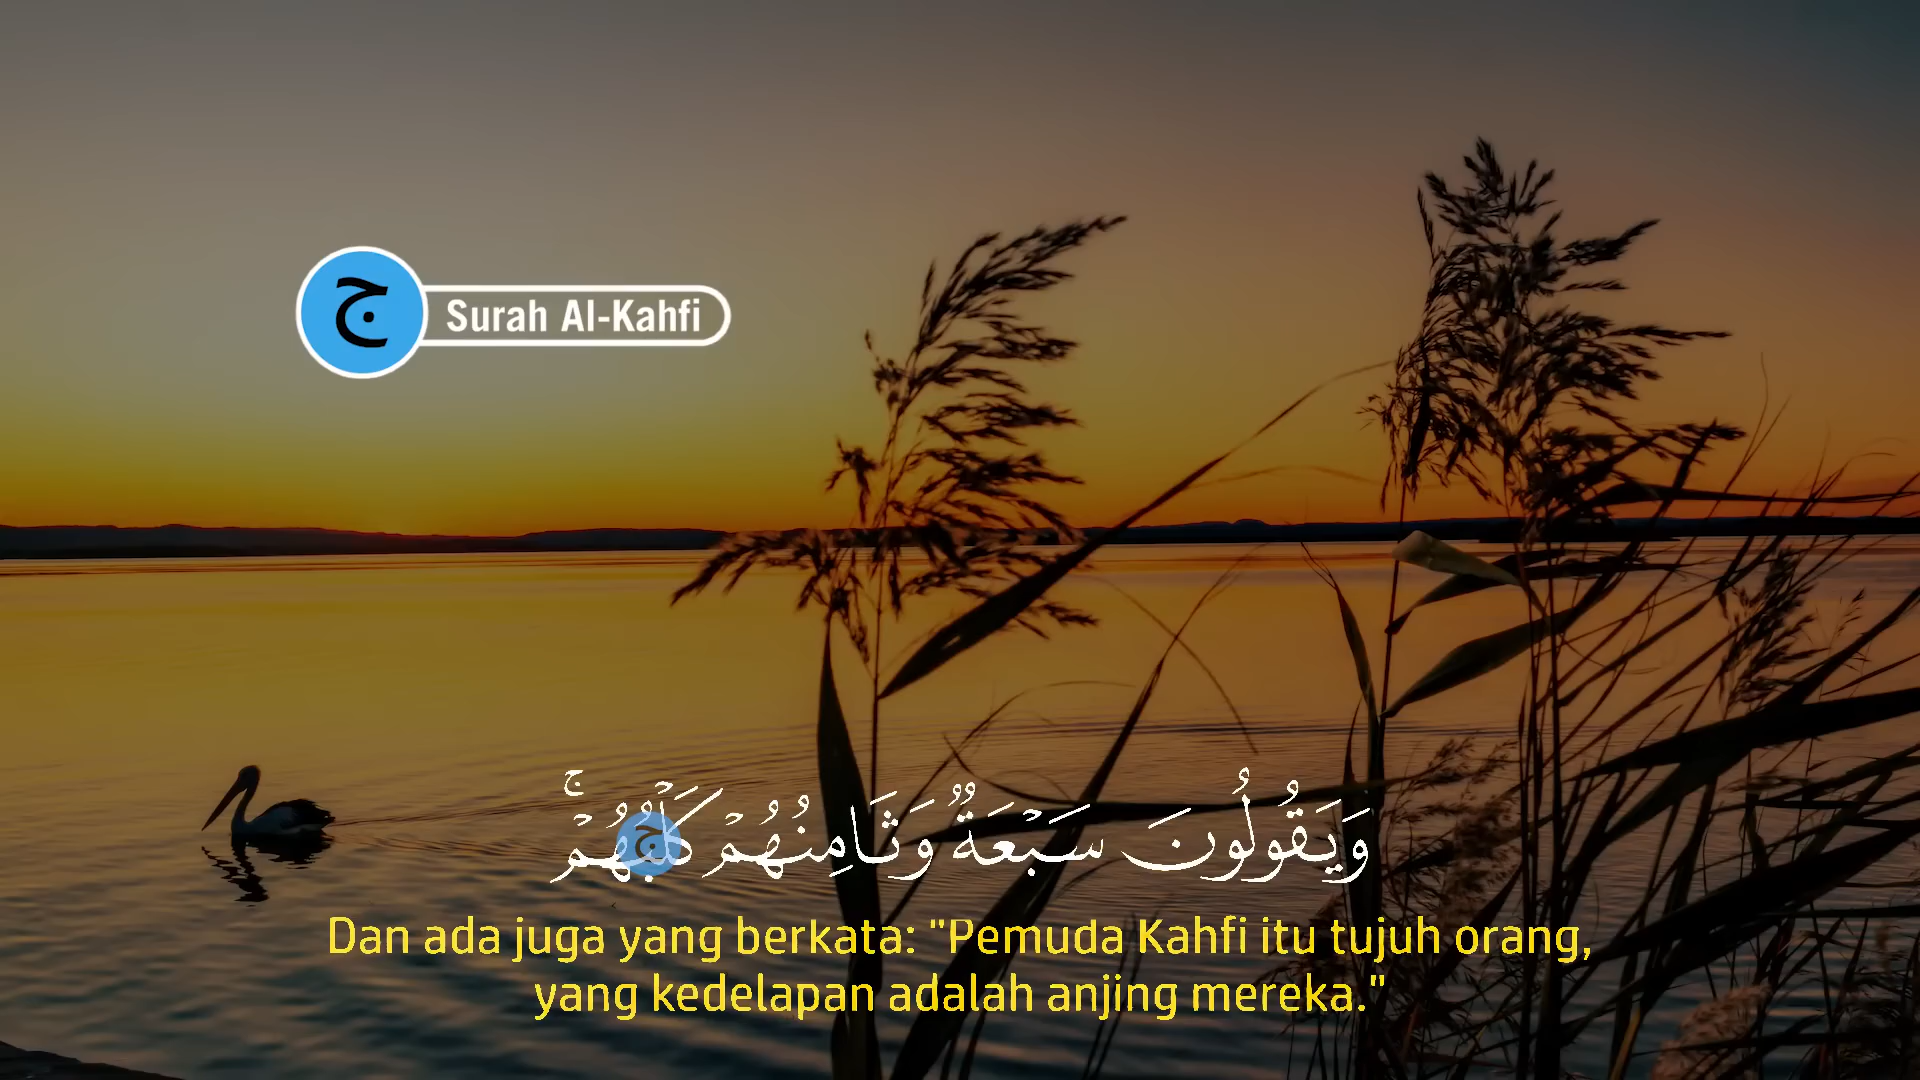 ج
Surah Al-Kahfi
وَيَقُولُونَ سَبْعَةٌ وَثَامِنُهُمْ كَلْبُهُمْ ۚ
ج
Dan ada juga yang berkata: "Pemuda Kahfi itu tujuh orang,
yang kedelapan adalah anjing mereka."